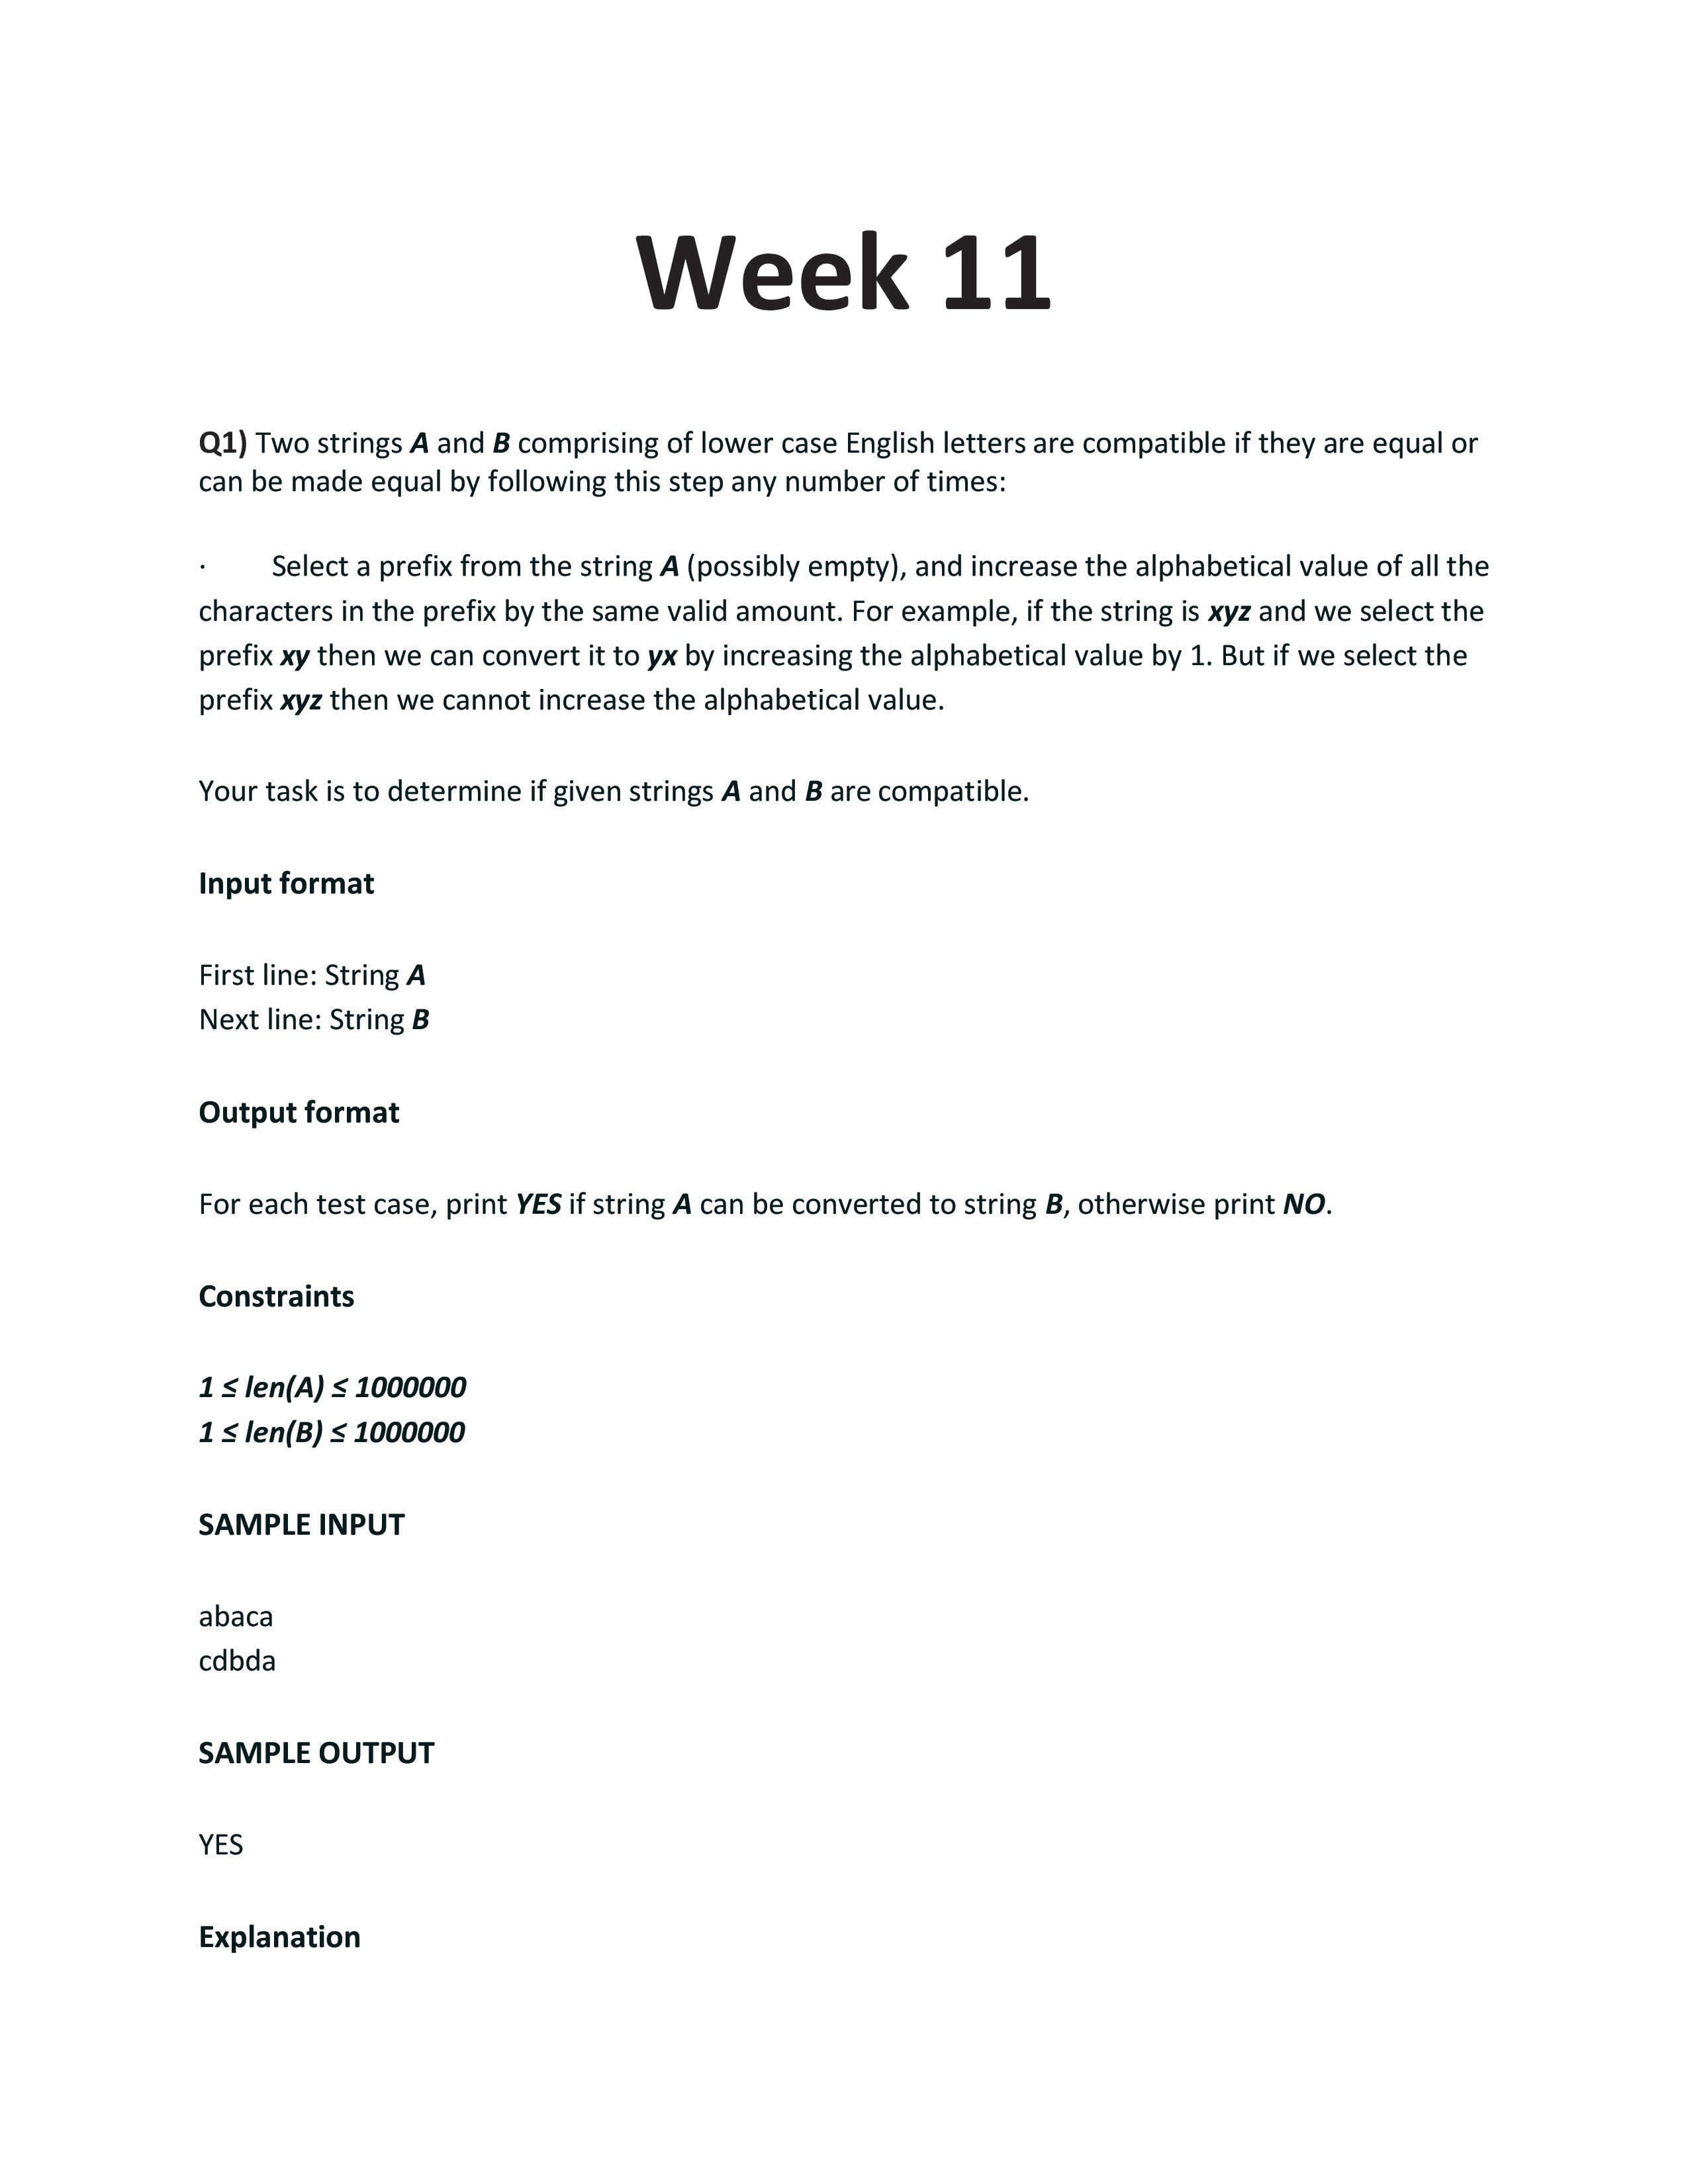 Week 11
Q1) Two strings A and B comprising of lower case English letters are compatible if they are equal or
can be made equal by following this step any number of times:
· Select a prefix from the string A (possibly empty), and increase the alphabetical value of all the
characters in the prefix by the same valid amount. For example, if the string is xyz and we select the
prefix xy then we can convert it to yx by increasing the alphabetical value by 1. But if we select the
prefix xyz then we cannot increase the alphabetical value.
Your task is to determine if given strings A and B are compatible.
Input format
First line: String A
Next line: String B
Output format
For each test case, print YES if string A can be converted to string B, otherwise print NO.
Constraints
1 ≤ len(A) ≤ 1000000
1 ≤ len(B) ≤ 1000000
SAMPLE INPUT
abaca
cdbda
SAMPLE OUTPUT
YES
Explanation